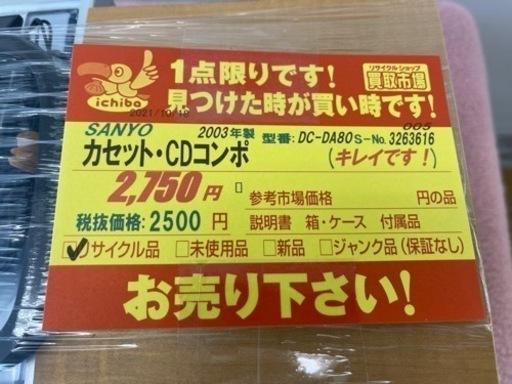 ichiba
1点限りです!
見つけた時が買い時です!
リサイクルショップ
買取市場
2021/10/18
005
SANYO 2003年製 型番: DC-DA80 S-No. 3263616
カセット・CDコンポ (キレイです!)
2,750円 参考市場価格 円の品
税抜価格: 2500 円 説明書 箱・ケース 付属品
✓リサイクル品 □未使用品 □新品 □ジャンク品(保証なし)
お売り下さい!